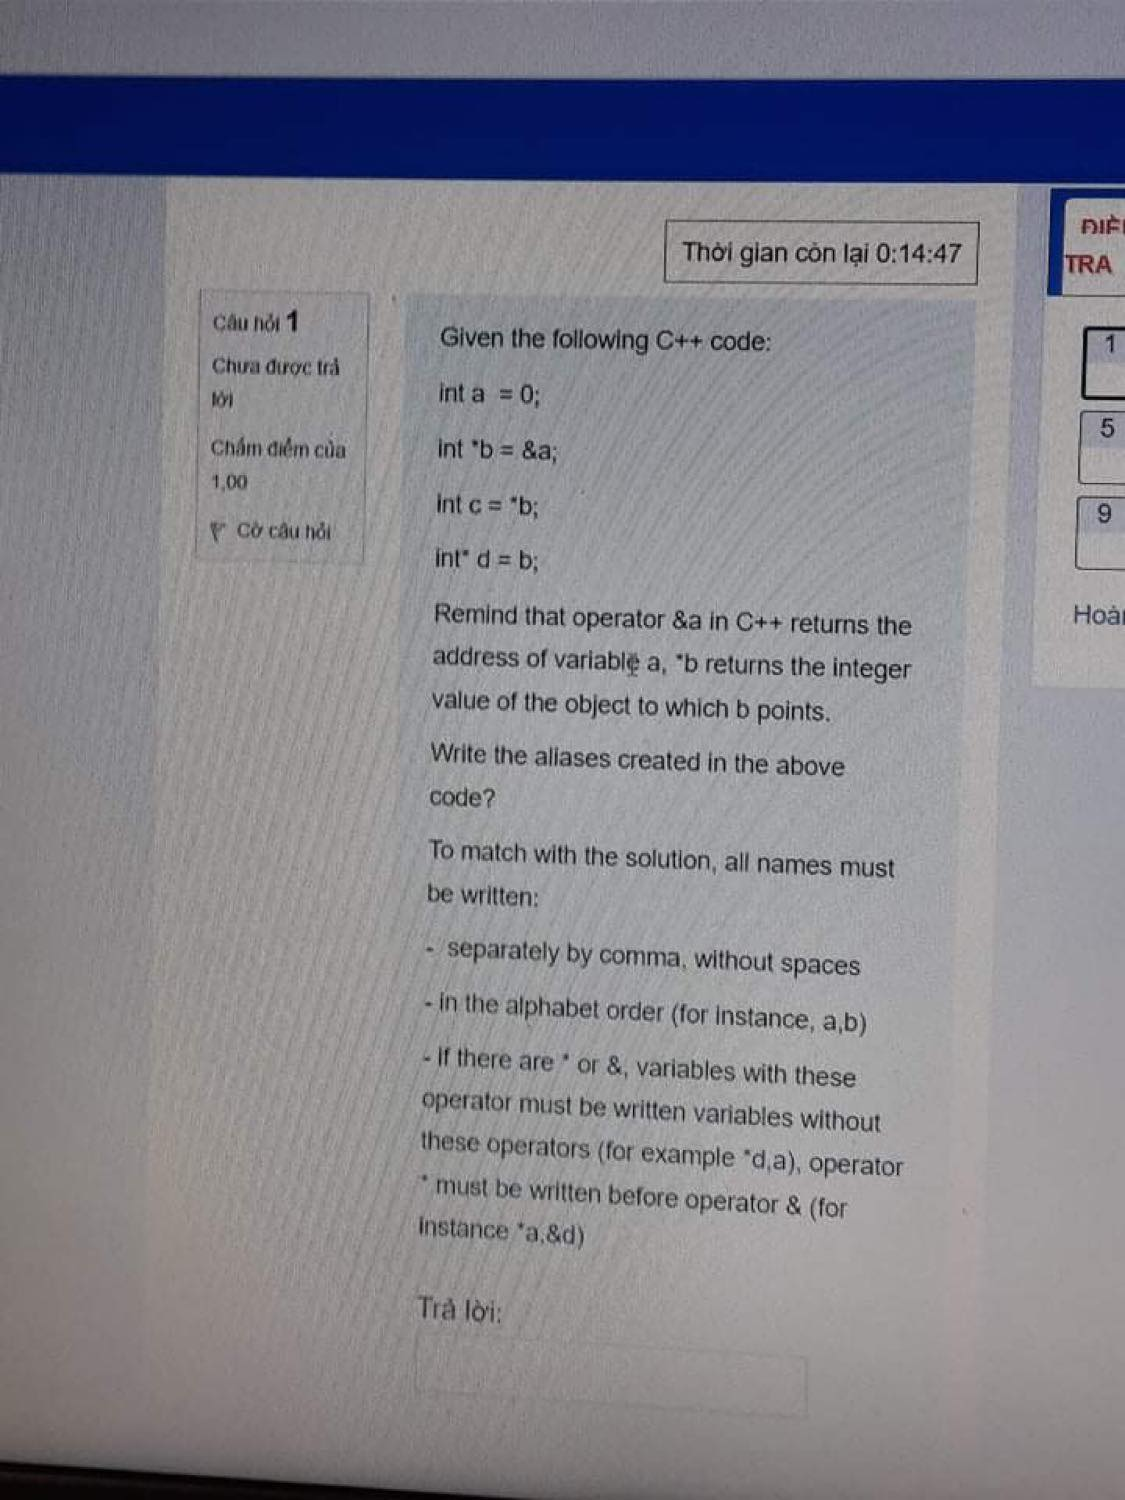 Thời gian còn lại 0:14:47
ĐIỀ
TRA
Câu hỏi 1
Chưa được trả
lời
Chấm điểm của
1,00
Cờ câu hỏi
Given the following C++ code:
int a = 0;
int *b = &a;
int c = *b;
int* d = b;
Remind that operator &a in C++ returns the
address of variable a, *b returns the integer
value of the object to which b points.
Write the aliases created in the above
code?
To match with the solution, all names must
be written:
- separately by comma, without spaces
- in the alphabet order (for instance, a,b)
- if there are * or &, variables with these
operator must be written variables without
these operators (for example *d,a), operator
* must be written before operator & (for
instance *a,&d)
Trả lời:
1
5
9
Hoà